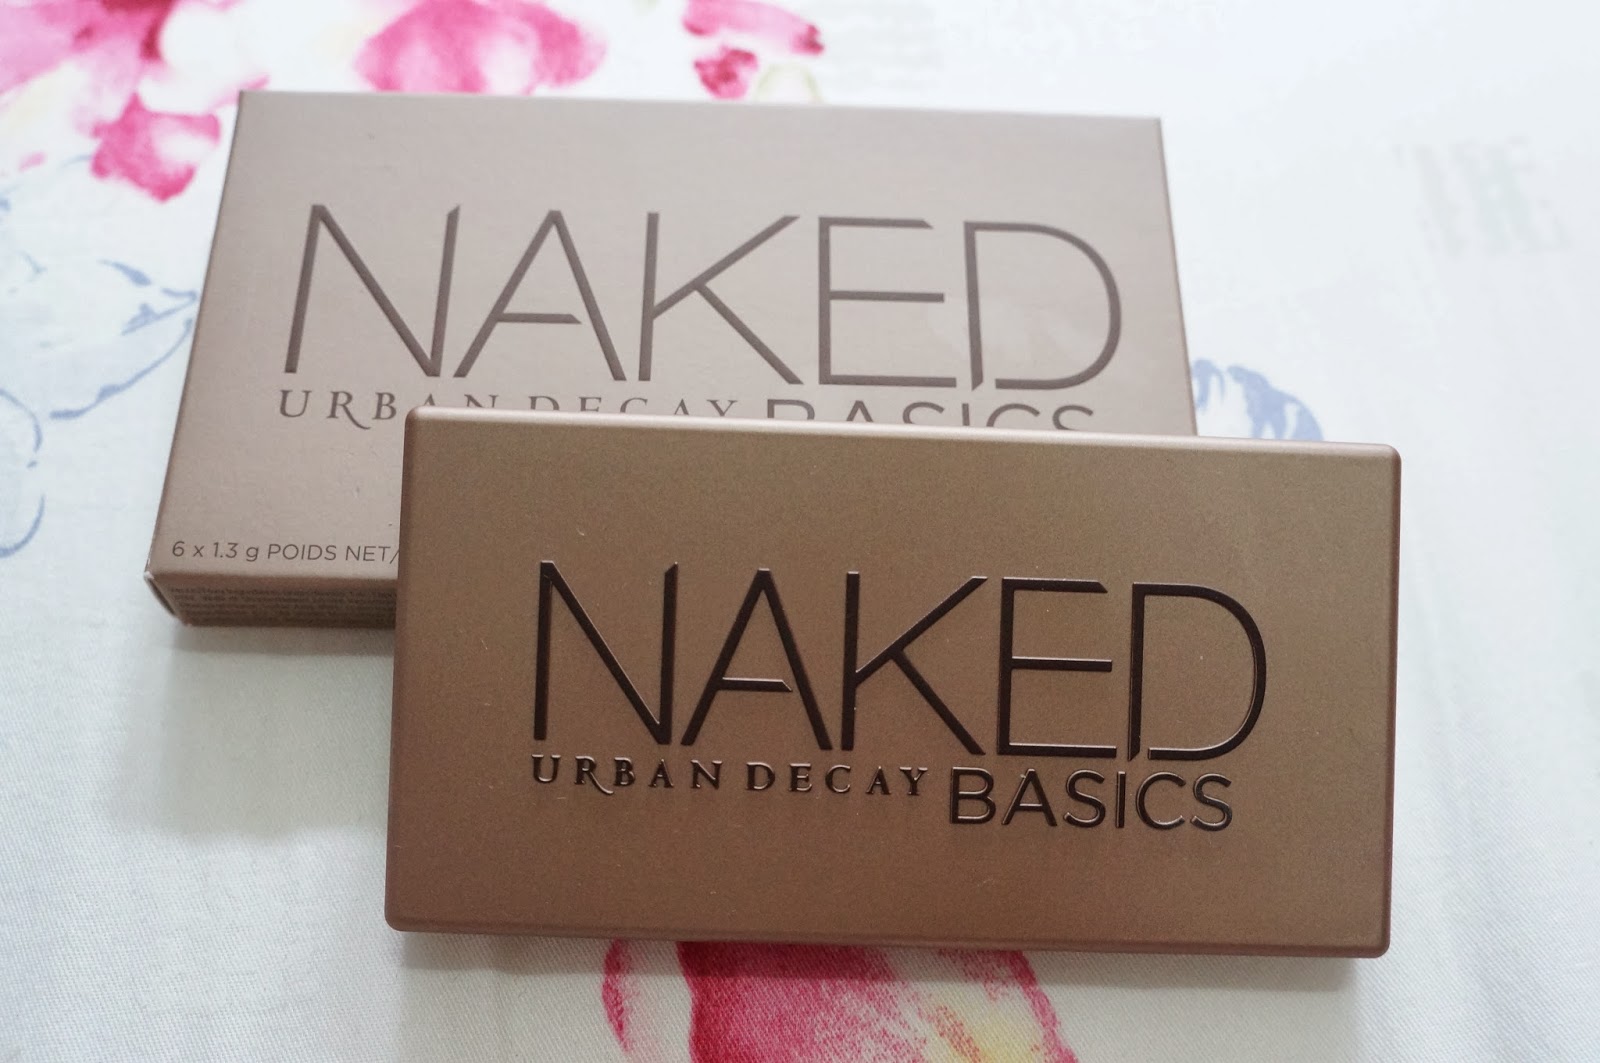 NAKED
URBAN DECAY BASICS
6 x 1.3 g POIDS NET/
NAKED
URBAN DECAY BASICS